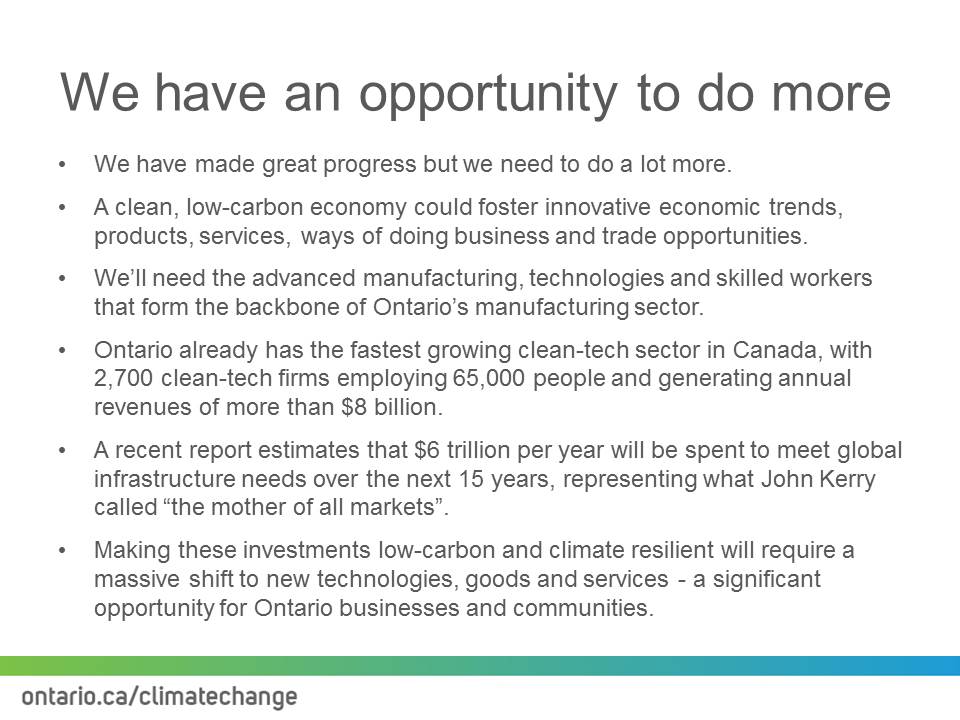 We have an opportunity to do more
• We have made great progress but we need to do a lot more.
• A clean, low-carbon economy could foster innovative economic trends,
products, services, ways of doing business and trade opportunities.
• We’ll need the advanced manufacturing, technologies and skilled workers
that form the backbone of Ontario’s manufacturing sector.
• Ontario already has the fastest growing clean-tech sector in Canada, with
2,700 clean-tech firms employing 65,000 people and generating annual
revenues of more than $8 billion.
• A recent report estimates that $6 trillion per year will be spent to meet global
infrastructure needs over the next 15 years, representing what John Kerry
called “the mother of all markets”.
• Making these investments low-carbon and climate resilient will require a
massive shift to new technologies, goods and services - a significant
opportunity for Ontario businesses and communities.
ontario.ca/climatechange